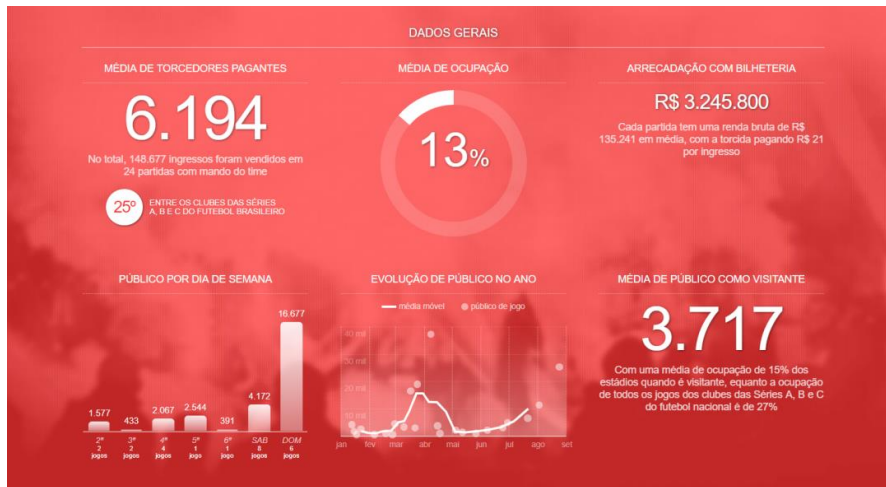 DADOS GERAIS
MÉDIA DE TORCEDORES PAGANTES
6.194
No total, 148.677 ingressos foram vendidos em
24 partidas com mando do time
25º
ENTRE OS CLUBES DAS SÉRIES
A, B E C DO FUTEBOL BRASILEIRO
MÉDIA DE OCUPAÇÃO
13%
ARRECADAÇÃO COM BILHETERIA
R$ 3.245.800
Cada partida tem uma renda bruta de R$
135.241 em média, com a torcida pagando R$ 21
por ingresso
PÚBLICO POR DIA DE SEMANA
16.677
4.172
1.577 433 2.067 2.544 391
2ª 3ª 4ª 5ª 6ª SAB DOM
2 2 4 1 1 8 6
jogos jogos jogos jogo jogo jogos jogos
EVOLUÇÃO DE PÚBLICO NO ANO
média móvel público de jogo
40 mil
30 mil
20 mil
10 mil
jan fev mar abr mai jun jul ago set
MÉDIA DE PÚBLICO COMO VISITANTE
3.717
Com uma média de ocupação de 15% dos
estádios quando é visitante, equanto a ocupação
de todos os jogos dos clubes das Séries A, B e C
do futebol nacional é de 27%